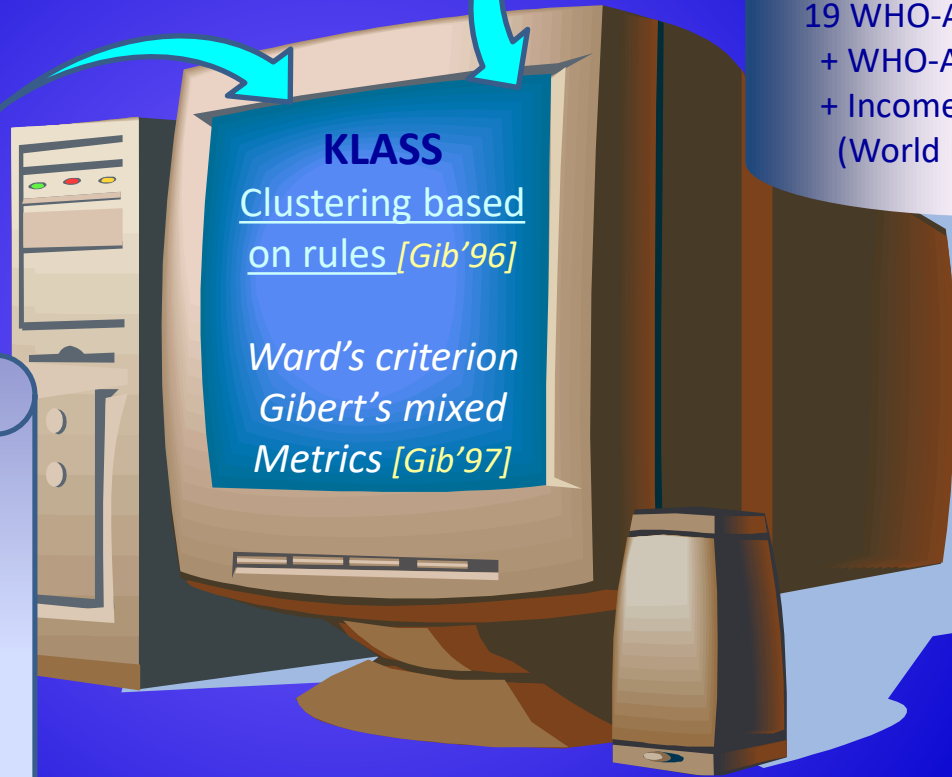 19 WHO-A
+ WHO-A
+ Income
(World
KLASS
Clustering based
on rules [Gib'96]
Ward's criterion
Gibert's mixed
Metrics [Gib'97]